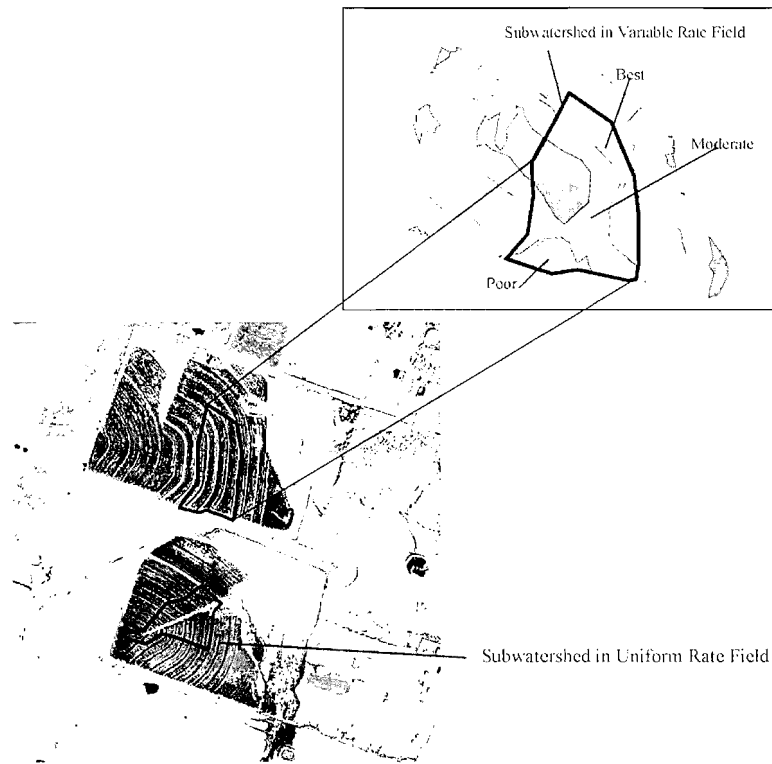 Subwatershed in Variable Rate Field
Best
Moderate
Poor
Subwatershed in Uniform Rate Field